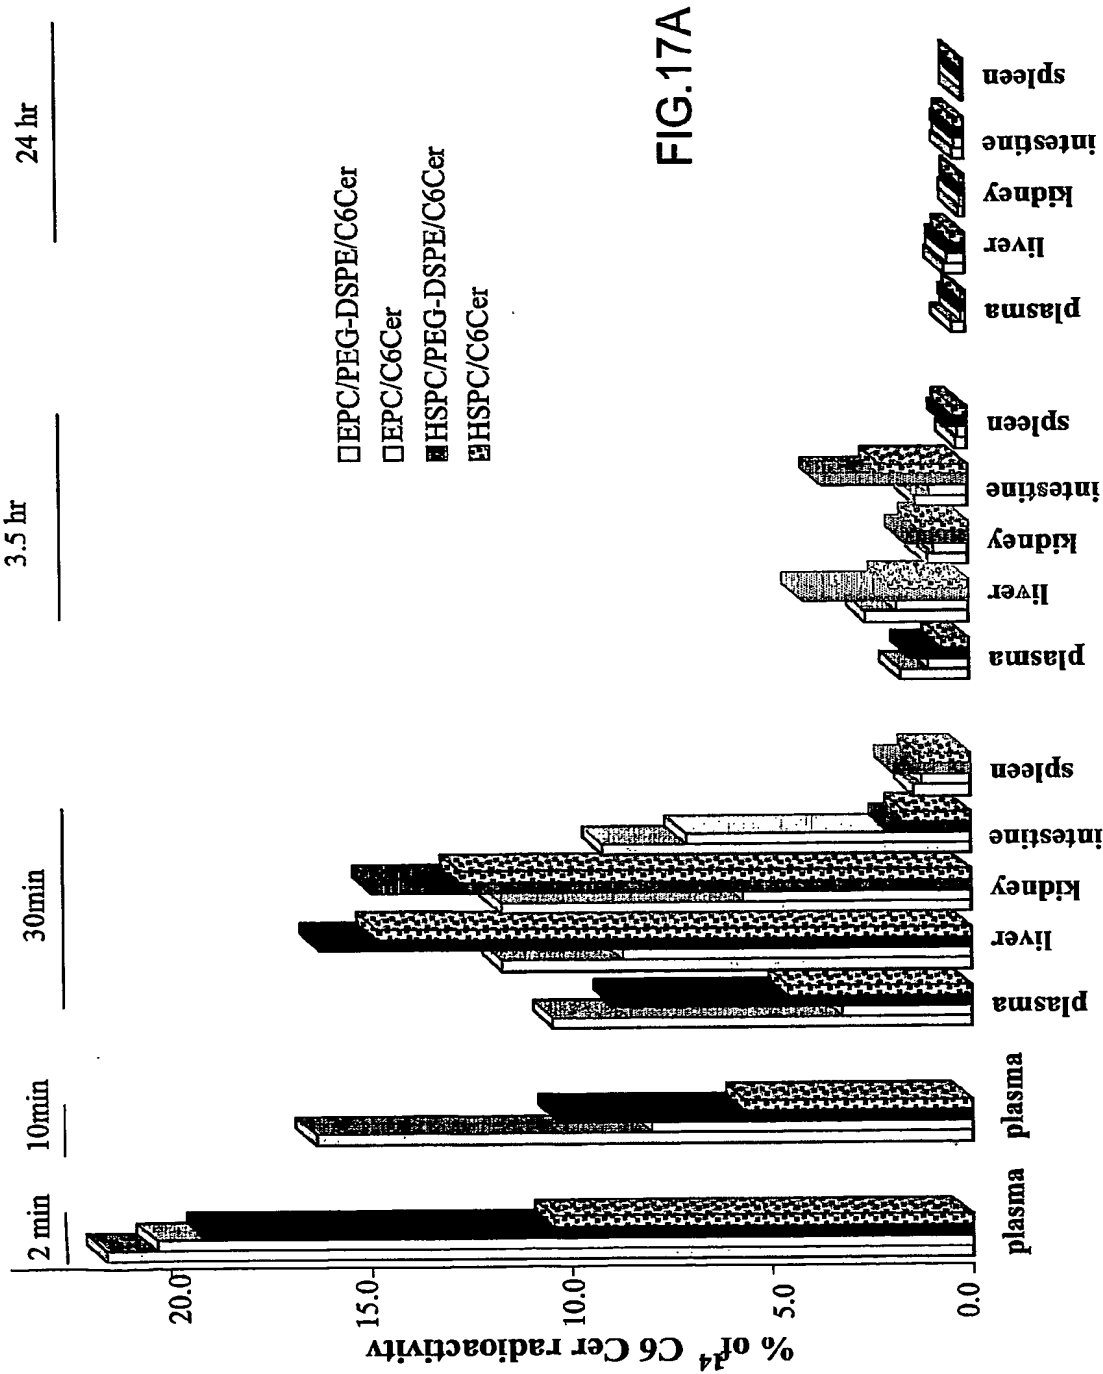 2 min
10min
30min
3.5 hr
24 hr
EPC/PEG-DSPE/C6Cer
EPC/C6Cer
HSPC/PEG-DSPE/C6Cer
HSPC/C6Cer
% of 14 C6 Cer radioactivity
20.0
15.0
10.0
5.0
0.0
plasma
plasma
plasma
liver
kidney
intestine
spleen
plasma
liver
kidney
intestine
spleen
plasma
liver
kidney
intestine
spleen
FIG.17A